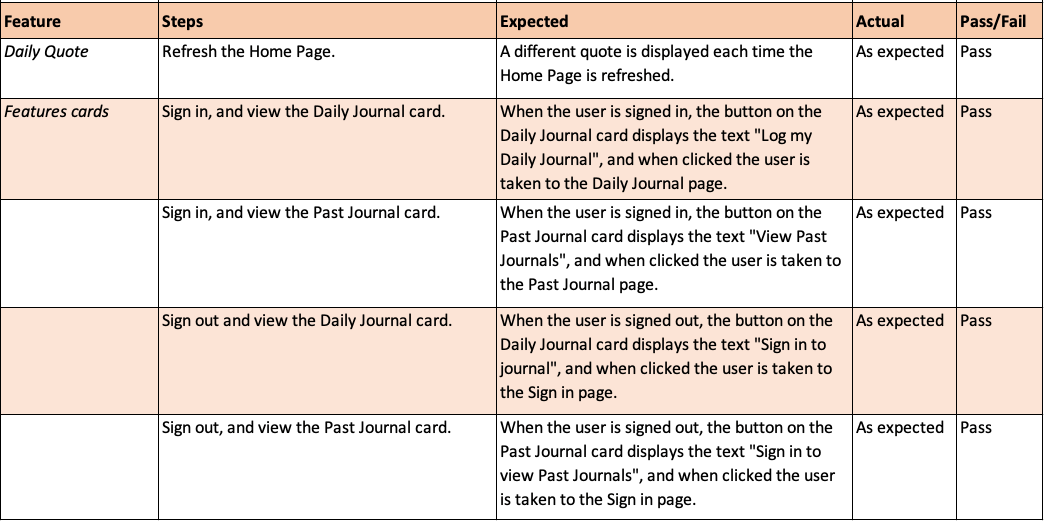 Feature Steps Expected Actual Pass/Fail
Daily Quote Refresh the Home Page. A different quote is displayed each time the As expected Pass
Home Page is refreshed.
Features cards Sign in, and view the Daily Journal card. When the user is signed in, the button on the As expected Pass
Daily Journal card displays the text "Log my
Daily Journal", and when clicked the user is
taken to the Daily Journal page.
Sign in, and view the Past Journal card. When the user is signed in, the button on the As expected Pass
Past Journal card displays the text "View Past
Journals", and when clicked the user is taken to
the Past Journal page.
Sign out and view the Daily Journal card. When the user is signed out, the button on the As expected Pass
Daily Journal card displays the text "Sign in to
journal", and when clicked the user is taken to
the Sign in page.
Sign out, and view the Past Journal card. When the user is signed out, the button on the As expected Pass
Past Journal card displays the text "Sign in to
view Past Journals", and when clicked the user
is taken to the Sign in page.